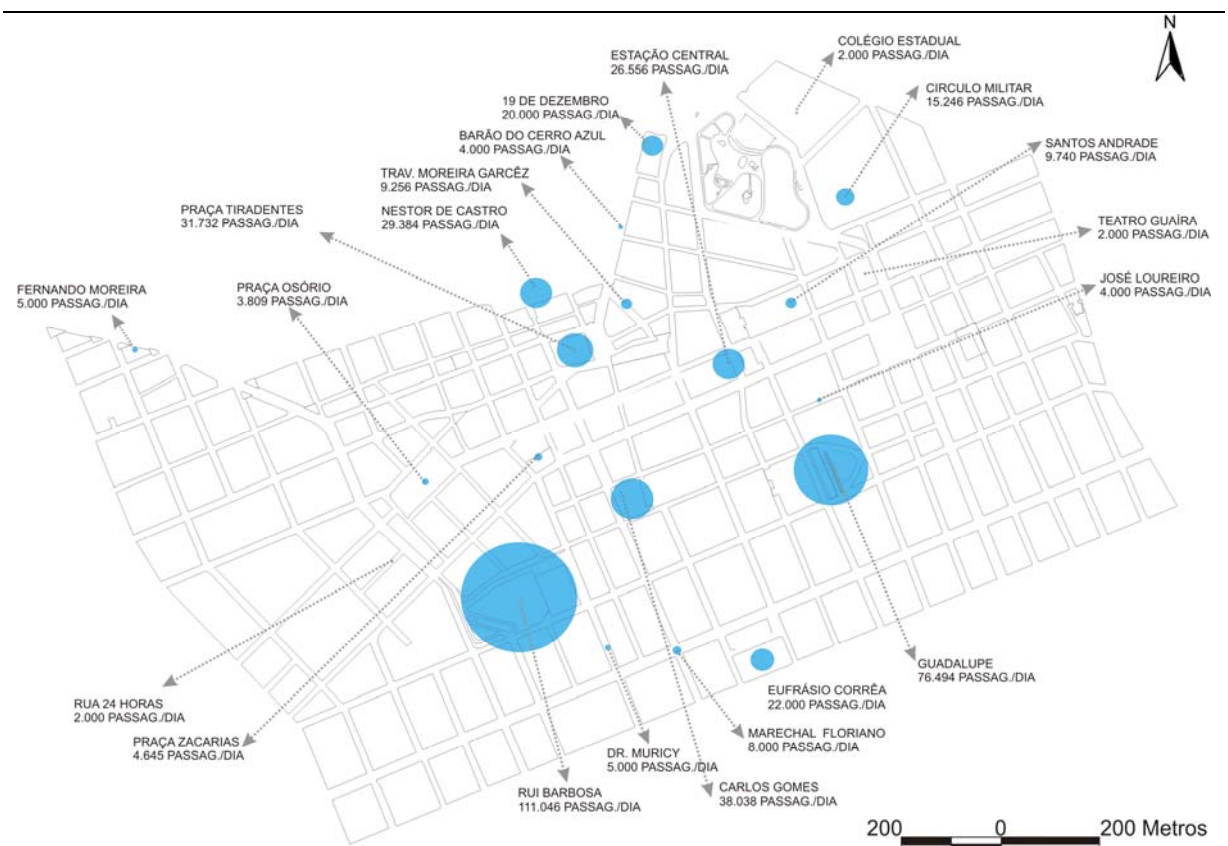 N
COLÉGIO ESTADUAL
2.000 PASSAG./DIA
ESTAÇÃO CENTRAL
26.556 PASSAG./DIA
CIRCULO MILITAR
15.246 PASSAG./DIA
19 DE DEZEMBRO
20.000 PASSAG./DIA
BARÃO DO CERRO AZUL
4.000 PASSAG./DIA
SANTOS ANDRADE
9.740 PASSAG./DIA
TRAV. MOREIRA GARCÊZ
9.256 PASSAG./DIA
PRAÇA TIRADENTES
31.732 PASSAG./DIA
NESTOR DE CASTRO
29.384 PASSAG./DIA
TEATRO GUAÍRA
2.000 PASSAG./DIA
FERNANDO MOREIRA
5.000 PASSAG./DIA
PRAÇA OSÓRIO
3.809 PASSAG./DIA
JOSÉ LOUREIRO
4.000 PASSAG./DIA
GUADALUPE
76.494 PASSAG./DIA
EUFRÁSIO CORRÊA
22.000 PASSAG./DIA
RUA 24 HORAS
2.000 PASSAG./DIA
MARECHAL FLORIANO
8.000 PASSAG./DIA
PRAÇA ZACARIAS
4.645 PASSAG./DIA
DR. MURICY
5.000 PASSAG./DIA
RUI BARBOSA
111.046 PASSAG./DIA
CARLOS GOMES
38.038 PASSAG./DIA
200 0 200 Metros